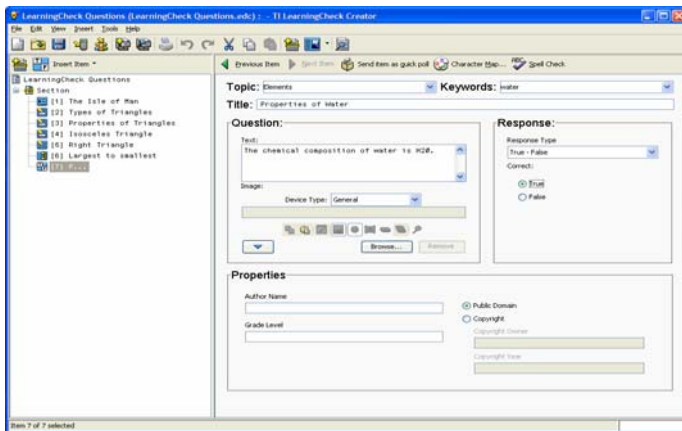 LearningCheck Questions (LearningCheck Questions.edc) : - TI LearningCheck Creator
File Edit View Insert Tools Help
Insert Item
Previous Item Next Item Send item as quick poll Character Map... Spell Check
LearningCheck Questions
Section
[1] The Isle of Man
[2] Types of Triangles
[3] Properties of Triangles
[4] Isosceles Triangle
[6] Right Triangle
[6] Largest to smallest
[7] P...
Topic: Elements Keywords: water
Title: Properties of Water
Question:
Text:
The chemical composition of water is H2O.
Image:
Device Type: General
Browse... Remove
Response:
Response Type
True - False
Correct:
True
False
Properties
Author Name
Grade Level
Public Domain
Copyright
Copyright Owner
Copyright Year
Item 7 of 7 selected